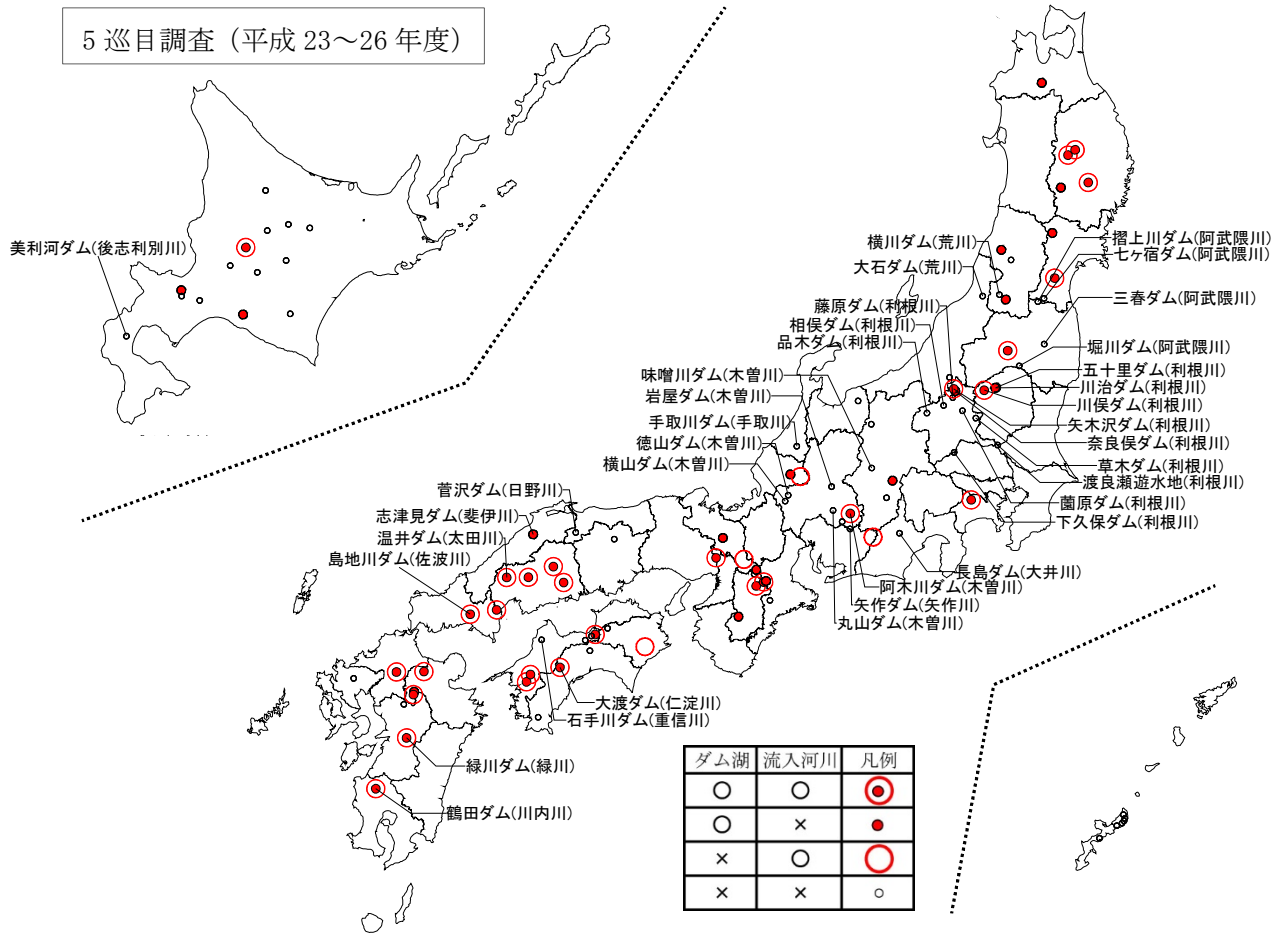 5 巡目調査（平成 23～26 年度）
美利河ダム(後志利別川)
横川ダム(荒川)
大石ダム(荒川)
藤原ダム(利根川)
相俣ダム(利根川)
品木ダム(利根川)
味噌川ダム(木曽川)
岩屋ダム(木曽川)
手取川ダム(手取川)
徳山ダム(木曽川)
横山ダム(木曽川)
菅沢ダム(日野川)
志津見ダム(斐伊川)
温井ダム(太田川)
島地川ダム(佐波川)
摺上川ダム(阿武隈川)
七ヶ宿ダム(阿武隈川)
三春ダム(阿武隈川)
堀川ダム(阿武隈川)
五十里ダム(利根川)
川治ダム(利根川)
川俣ダム(利根川)
矢木沢ダム(利根川)
奈良俣ダム(利根川)
草木ダム(利根川)
渡良瀬遊水地(利根川)
薗原ダム(利根川)
下久保ダム(利根川)
長島ダム(大井川)
阿木川ダム(木曽川)
矢作ダム(矢作川)
丸山ダム(木曽川)
大渡ダム(仁淀川)
石手川ダム(重信川)
緑川ダム(緑川)
鶴田ダム(川内川)
ダム湖 流入河川 凡例
○ ○
○ ×
× ○
× ×